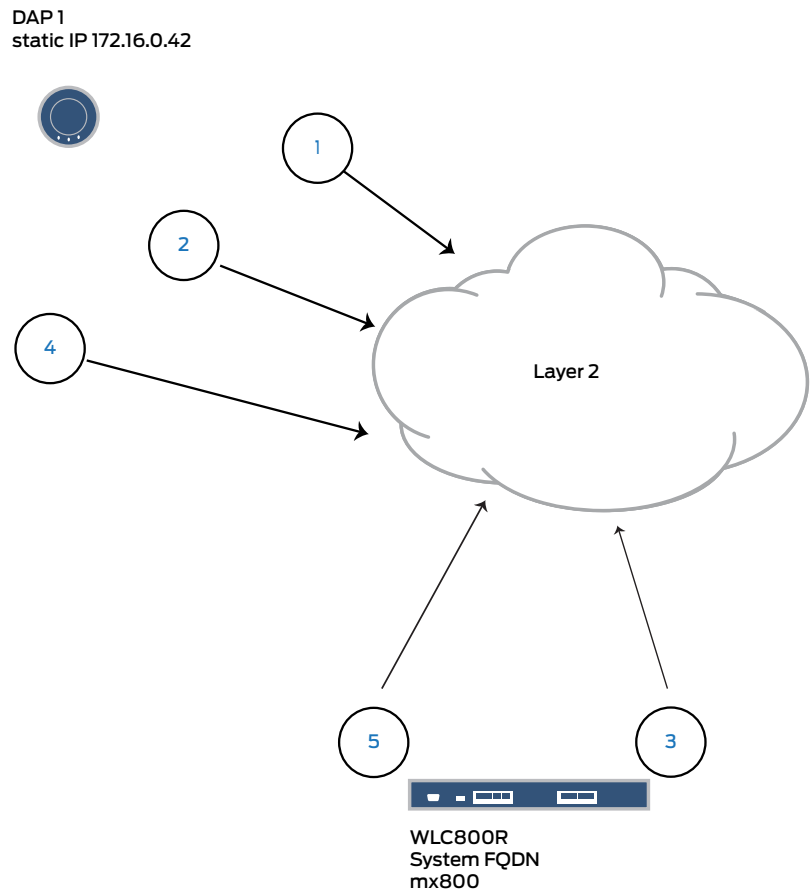 DAP 1
static IP 172.16.0.42
1
2
4
Layer 2
5
3
WLC800R
System FQDN
mx800